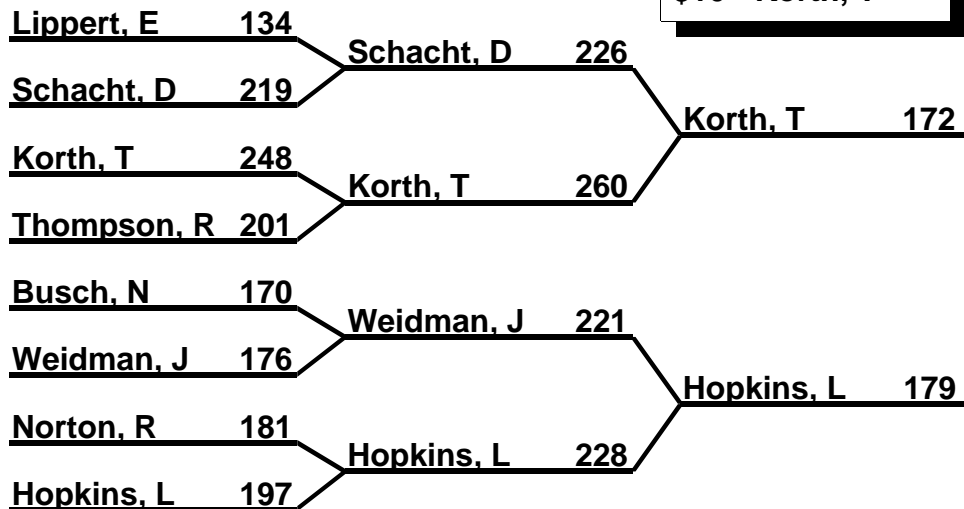 Lippert, E 134
Schacht, D 219
Korth, T 248
Thompson, R 201
Busch, N 170
Weidman, J 176
Norton, R 181
Hopkins, L 197
Schacht, D 226
Korth, T 260
Weidman, J 221
Hopkins, L 228
Korth, T 172
Hopkins, L 179